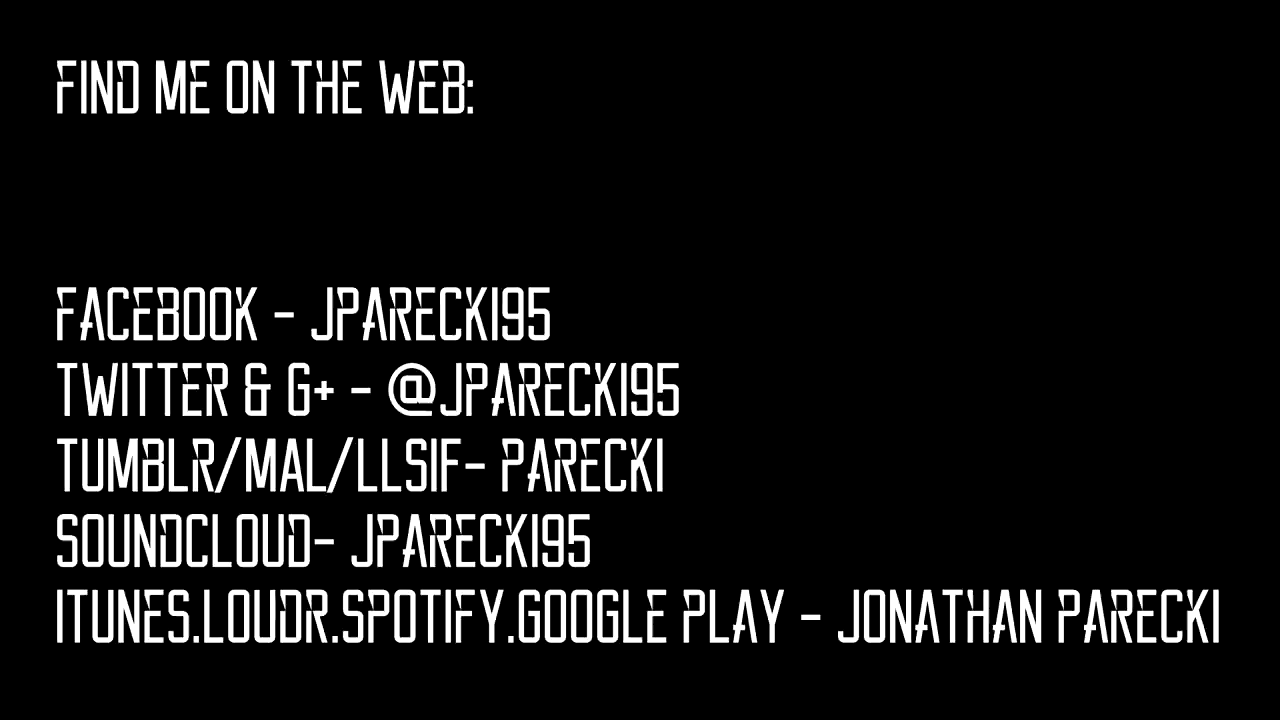 FIND ME ON THE WEB:
FACEBOOK - JPARECKI95
TWITTER & G+ - @JPARECKI95
TUMBLR/MAL/LLSIF- PARECKI
SOUNDCLOUD- JPARECKI95
ITUNES.LOUDR.SPOTIFY.GOOGLE PLAY - JONATHAN PARECKI